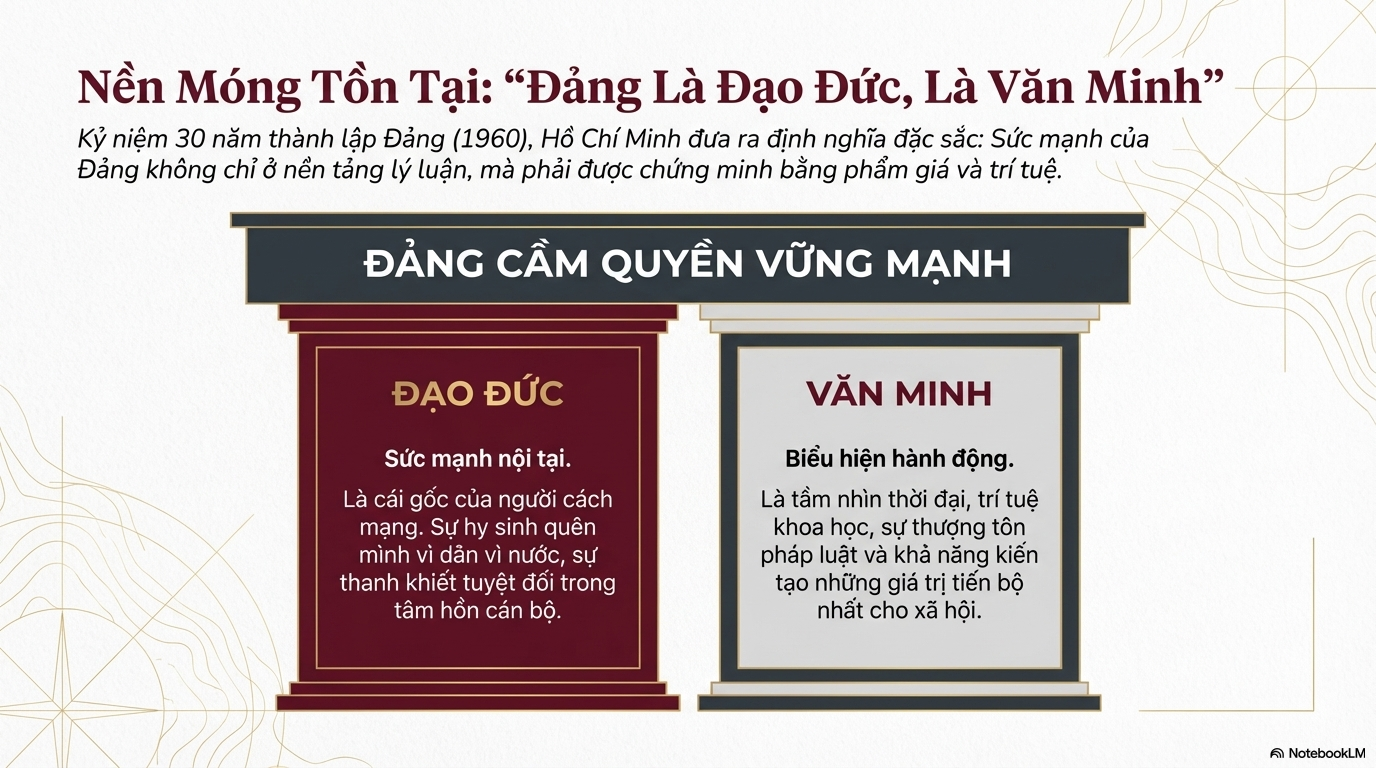 Nền Móng Tồn Tại: “Đảng Là Đạo Đức, Là Văn Minh”
Kỷ niệm 30 năm thành lập Đảng (1960), Hồ Chí Minh đưa ra định nghĩa đặc sắc: Sức mạnh của
Đảng không chỉ ở nền tảng lý luận, mà phải được chứng minh bằng phẩm giá và trí tuệ.
ĐẢNG CẦM QUYỀN VỮNG MẠNH
ĐẠO ĐỨC
Sức mạnh nội tại.
Là cái gốc của người cách
mạng. Sự hy sinh quên
mình vì dân vì nước, sự
thanh khiết tuyệt đối trong
tâm hồn cán bộ.
VĂN MINH
Biểu hiện hành động.
Là tầm nhìn thời đại, trí tuệ
khoa học, sự thượng tôn
pháp luật và khả năng kiến
tạo những giá trị tiến bộ
nhất cho xã hội.
NotebookLM